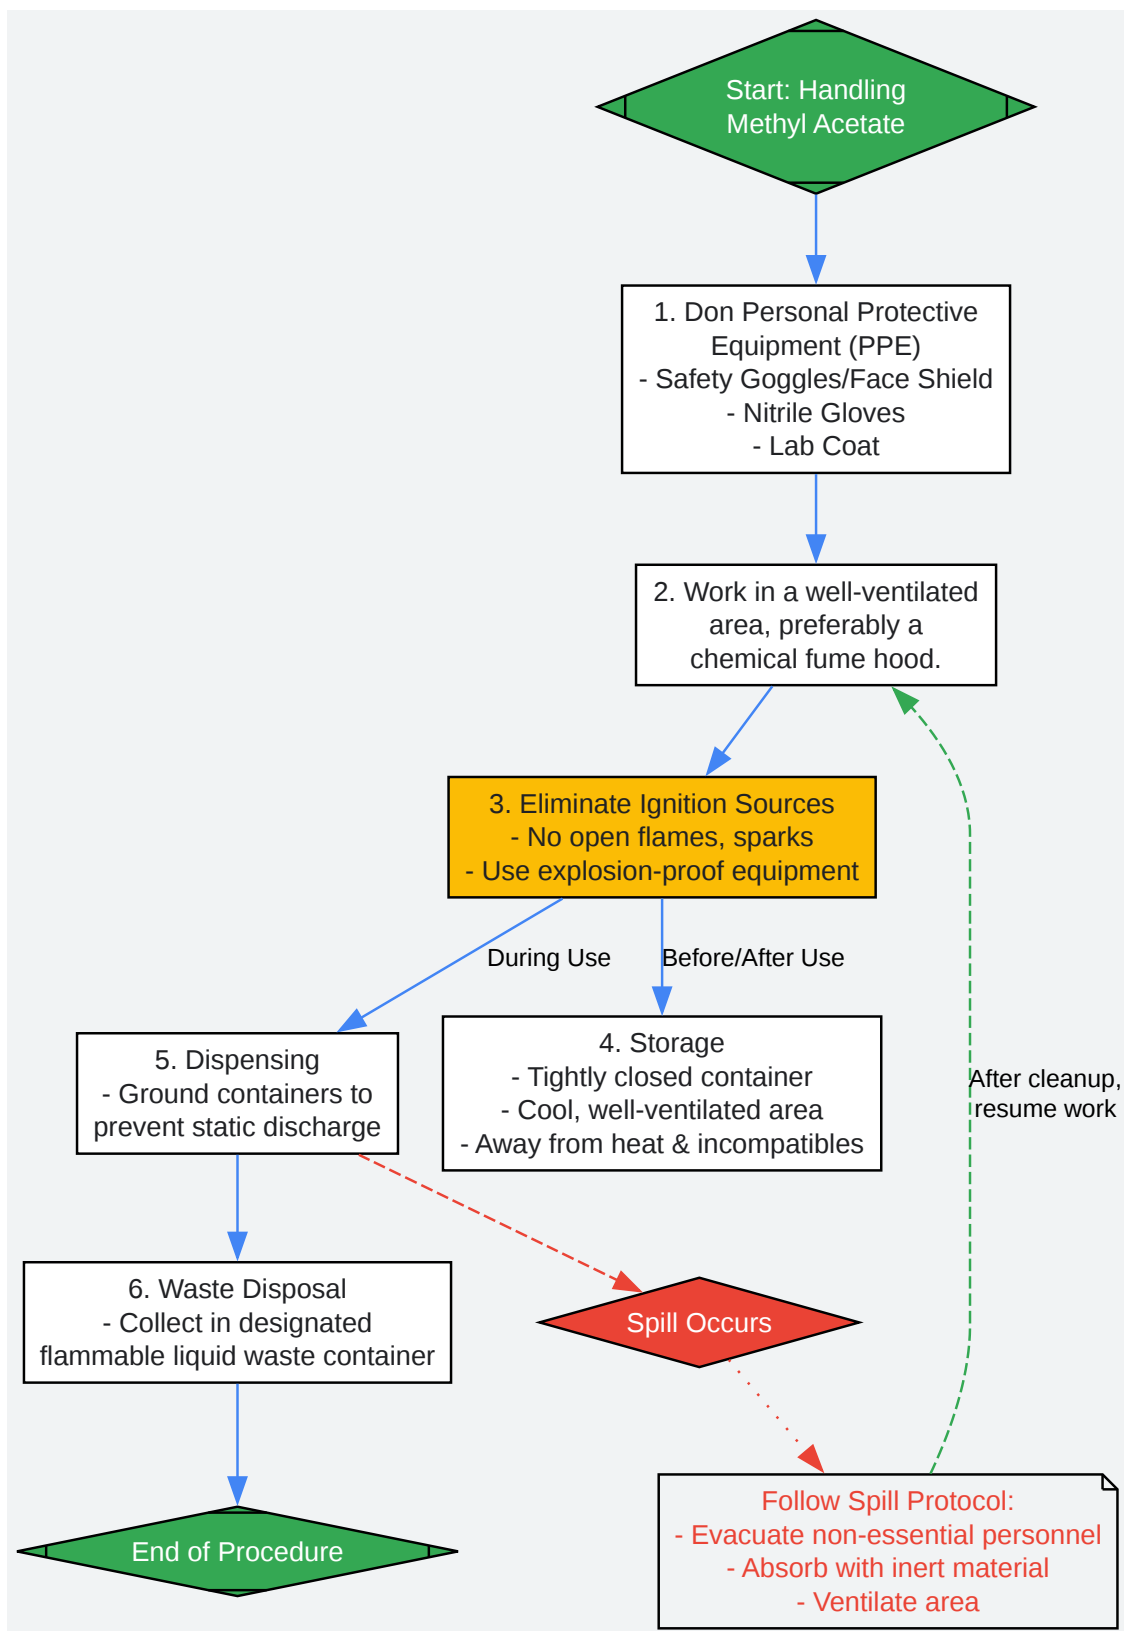 Start: Handling
Methyl Acetate
1. Don Personal Protective
Equipment (PPE)
- Safety Goggles/Face Shield
- Nitrile Gloves
- Lab Coat
2. Work in a well-ventilated
area, preferably a
chemical fume hood.
3. Eliminate Ignition Sources
- No open flames, sparks
- Use explosion-proof equipment
During Use
Before/After Use
5. Dispensing
- Ground containers to
prevent static discharge
4. Storage
- Tightly closed container
- Cool, well-ventilated area
- Away from heat & incompatibles
After cleanup,
resume work
6. Waste Disposal
- Collect in designated
flammable liquid waste container
Spill Occurs
End of Procedure
Follow Spill Protocol:
- Evacuate non-essential personnel
- Absorb with inert material
- Ventilate area